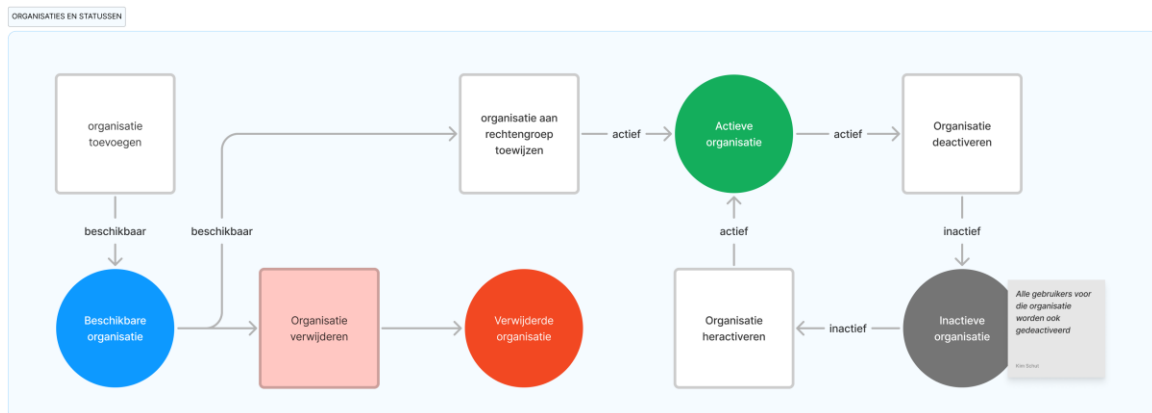 ORGANISATIES EN STATUSSEN
organisatie
toevoegen
organisatie aan
rechtengroep
toewijzen
actief
Actieve
organisatie
actief
Organisatie
deactiveren
beschikbaar
beschikbaar
actief
inactief
Beschikbare
organisatie
Organisatie
verwijderen
Verwijderde
organisatie
Organisatie
heractiveren
inactief
Inactieve
organisatie
Alle gebruikers voor
die organisatie
worden ook
gedeactiveerd
Kim Schut